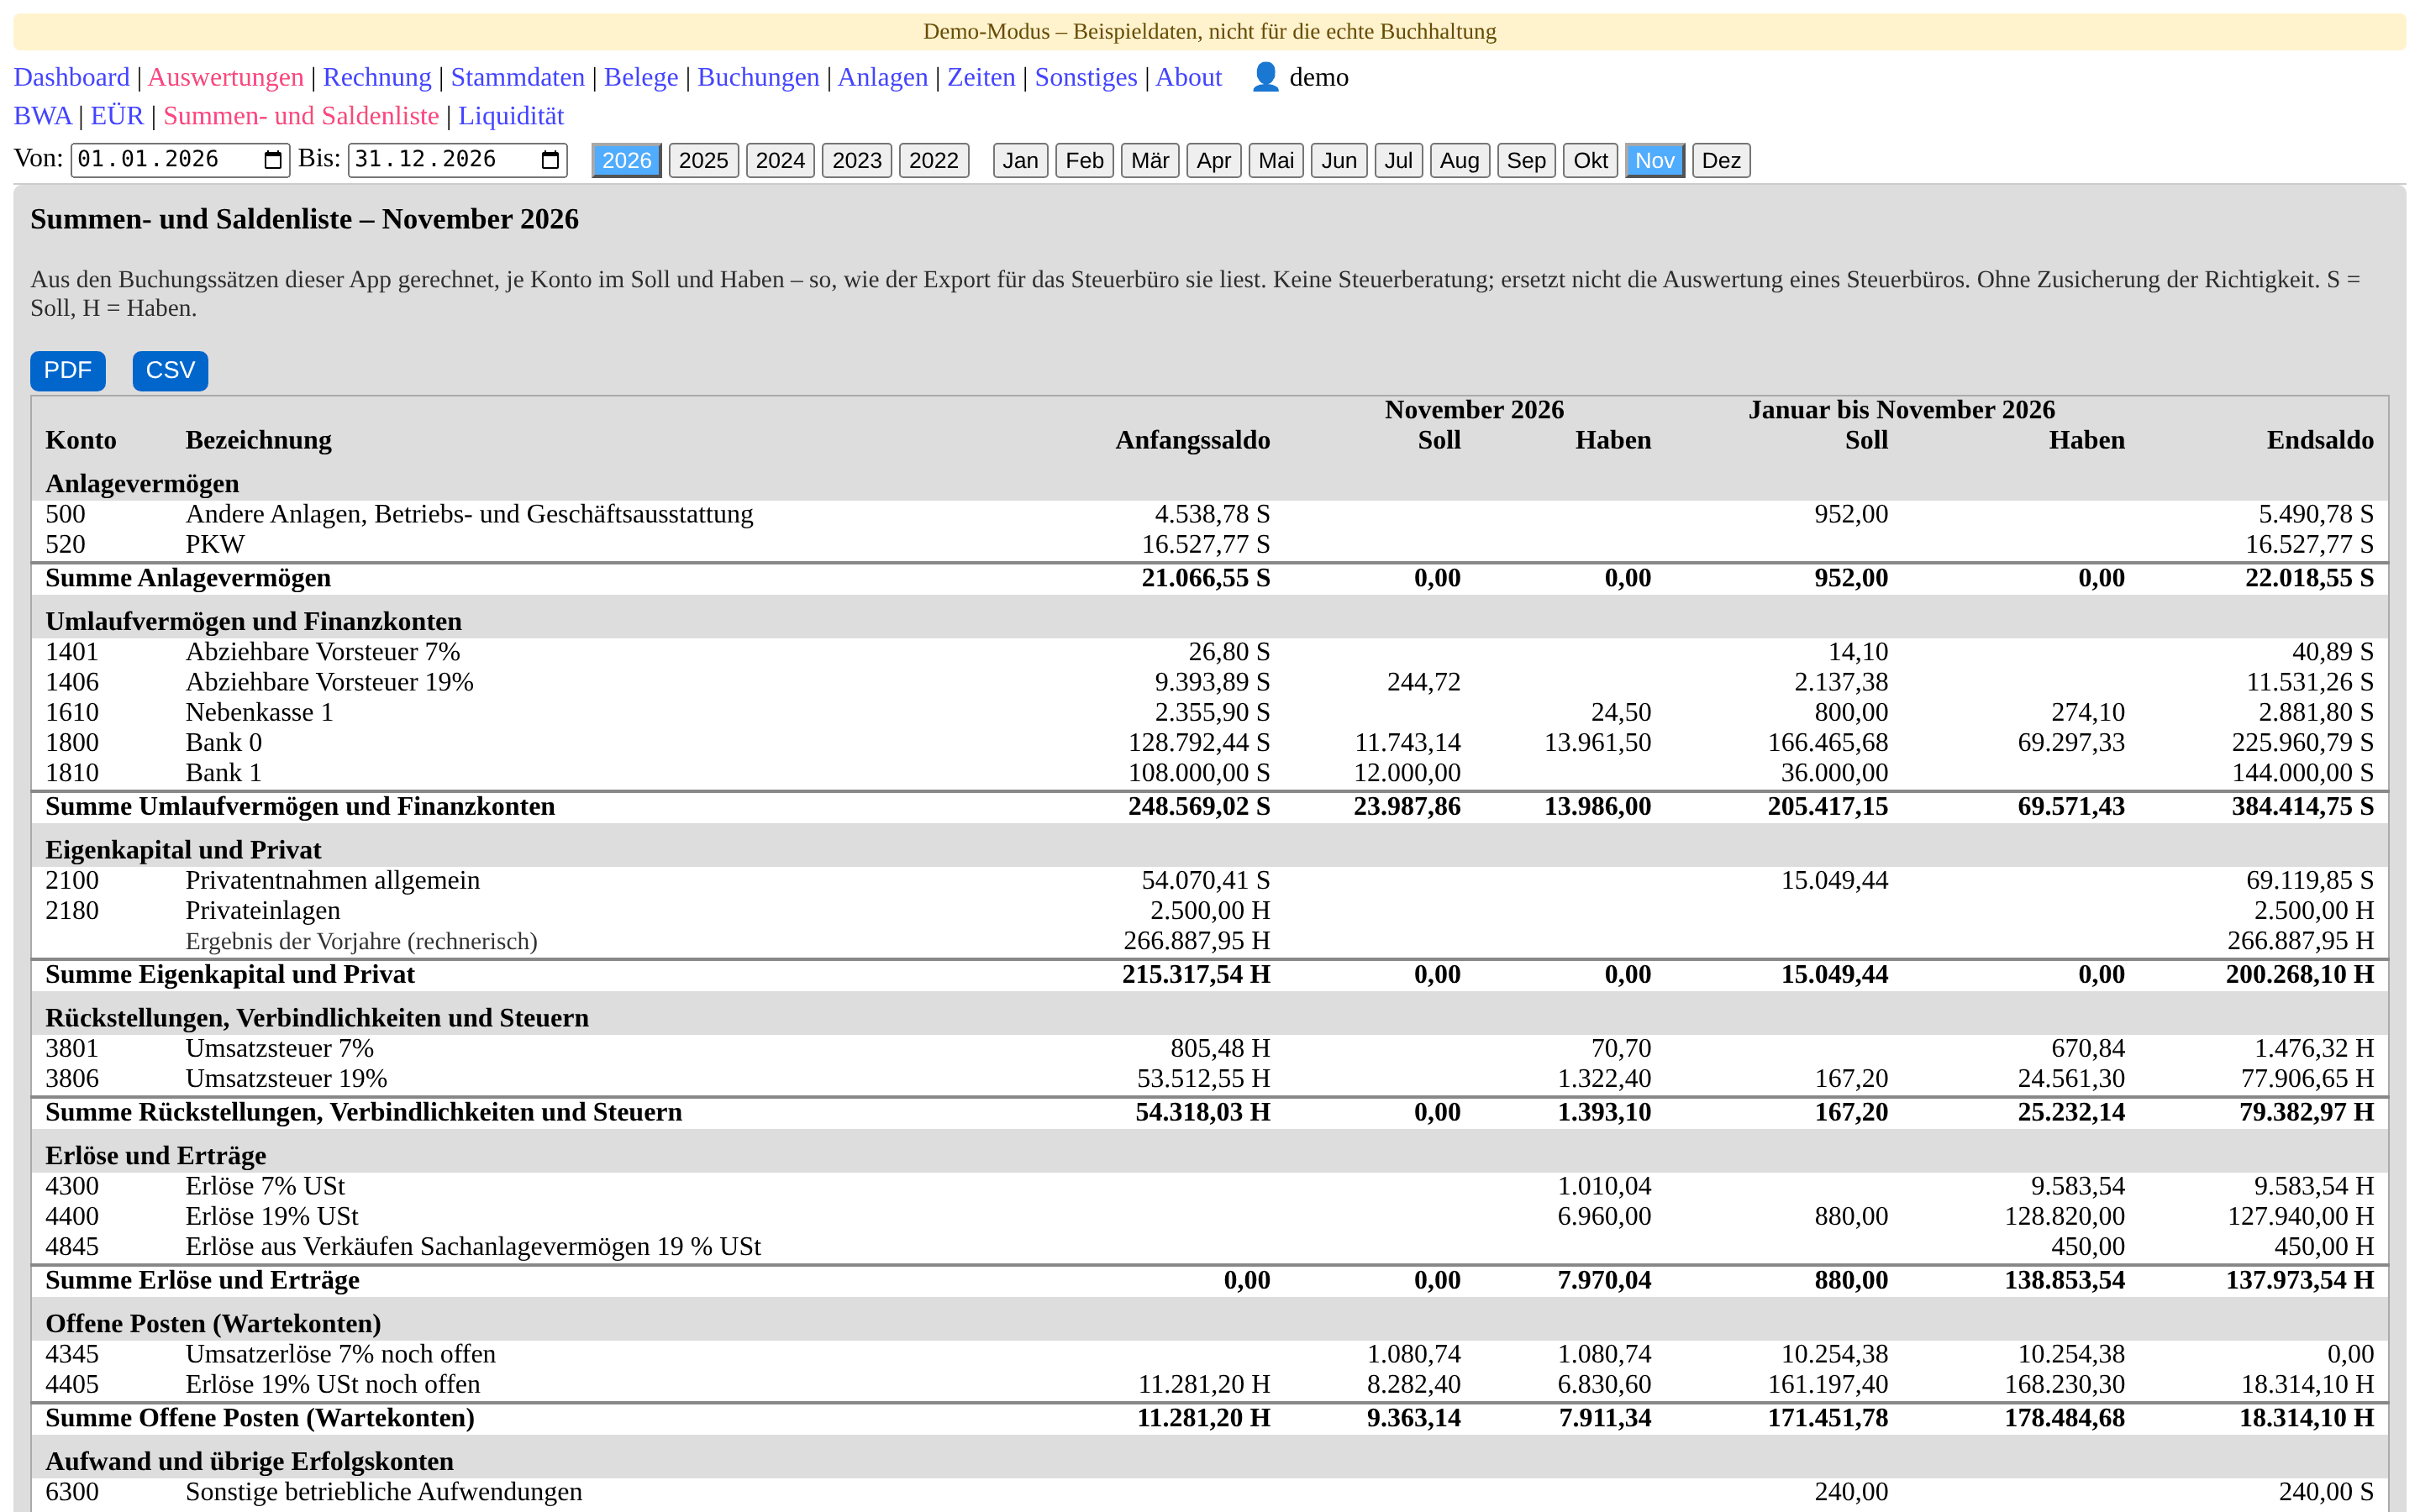 Demo-Modus – Beispieldaten, nicht für die echte Buchhaltung
Dashboard | Auswertungen | Rechnung | Stammdaten | Belege | Buchungen | Anlagen | Zeiten | Sonstiges | About 👤 demo
BWA | EÜR | Summen- und Saldenliste | Liquidität
Von: 01.01.2026 Bis: 31.12.2026 2026 2025 2024 2023 2022 Jan Feb Mär Apr Mai Jun Jul Aug Sep Okt Nov Dez
Summen- und Saldenliste – November 2026
Aus den Buchungssätzen dieser App gerechnet, je Konto im Soll und Haben – so, wie der Export für das Steuerbüro sie liest. Keine Steuerberatung; ersetzt nicht die Auswertung eines Steuerbüros. Ohne Zusicherung der Richtigkeit. S =
Soll, H = Haben.
PDF CSV
November 2026 Januar bis November 2026
Konto Bezeichnung Anfangssaldo Soll Haben Soll Haben Endsaldo
Anlagevermögen
500 Andere Anlagen, Betriebs- und Geschäftsausstattung 4.538,78 S 952,00 5.490,78 S
520 PKW 16.527,77 S 16.527,77 S
Summe Anlagevermögen 21.066,55 S 0,00 0,00 952,00 0,00 22.018,55 S
Umlaufvermögen und Finanzkonten
1401 Abziehbare Vorsteuer 7% 26,80 S 14,10 40,89 S
1406 Abziehbare Vorsteuer 19% 9.393,89 S 244,72 2.137,38 11.531,26 S
1610 Nebenkasse 1 2.355,90 S 24,50 800,00 274,10 2.881,80 S
1800 Bank 0 128.792,44 S 11.743,14 13.961,50 166.465,68 69.297,33 225.960,79 S
1810 Bank 1 108.000,00 S 12.000,00 36.000,00 144.000,00 S
Summe Umlaufvermögen und Finanzkonten 248.569,02 S 23.987,86 13.986,00 205.417,15 69.571,43 384.414,75 S
Eigenkapital und Privat
2100 Privatentnahmen allgemein 54.070,41 S 15.049,44 69.119,85 S
2180 Privateinlagen 2.500,00 H 2.500,00 H
Ergebnis der Vorjahre (rechnerisch) 266.887,95 H 266.887,95 H
Summe Eigenkapital und Privat 215.317,54 H 0,00 0,00 15.049,44 0,00 200.268,10 H
Rückstellungen, Verbindlichkeiten und Steuern
3801 Umsatzsteuer 7% 805,48 H 70,70 670,84 1.476,32 H
3806 Umsatzsteuer 19% 53.512,55 H 1.322,40 167,20 24.561,30 77.906,65 H
Summe Rückstellungen, Verbindlichkeiten und Steuern 54.318,03 H 0,00 1.393,10 167,20 25.232,14 79.382,97 H
Erlöse und Erträge
4300 Erlöse 7% USt 1.010,04 9.583,54 9.583,54 H
4400 Erlöse 19% USt 6.960,00 880,00 128.820,00 127.940,00 H
4845 Erlöse aus Verkäufen Sachanlagevermögen 19 % USt 450,00 450,00 H
Summe Erlöse und Erträge 0,00 0,00 7.970,04 880,00 138.853,54 137.973,54 H
Offene Posten (Wartekonten)
4345 Umsatzerlöse 7% noch offen 1.080,74 1.080,74 10.254,38 10.254,38 0,00
4405 Erlöse 19% USt noch offen 11.281,20 H 8.282,40 6.830,60 161.197,40 168.230,30 18.314,10 H
Summe Offene Posten (Wartekonten) 11.281,20 H 9.363,14 7.911,34 171.451,78 178.484,68 18.314,10 H
Aufwand und übrige Erfolgskonten
6300 Sonstige betriebliche Aufwendungen 240,00 240,00 S